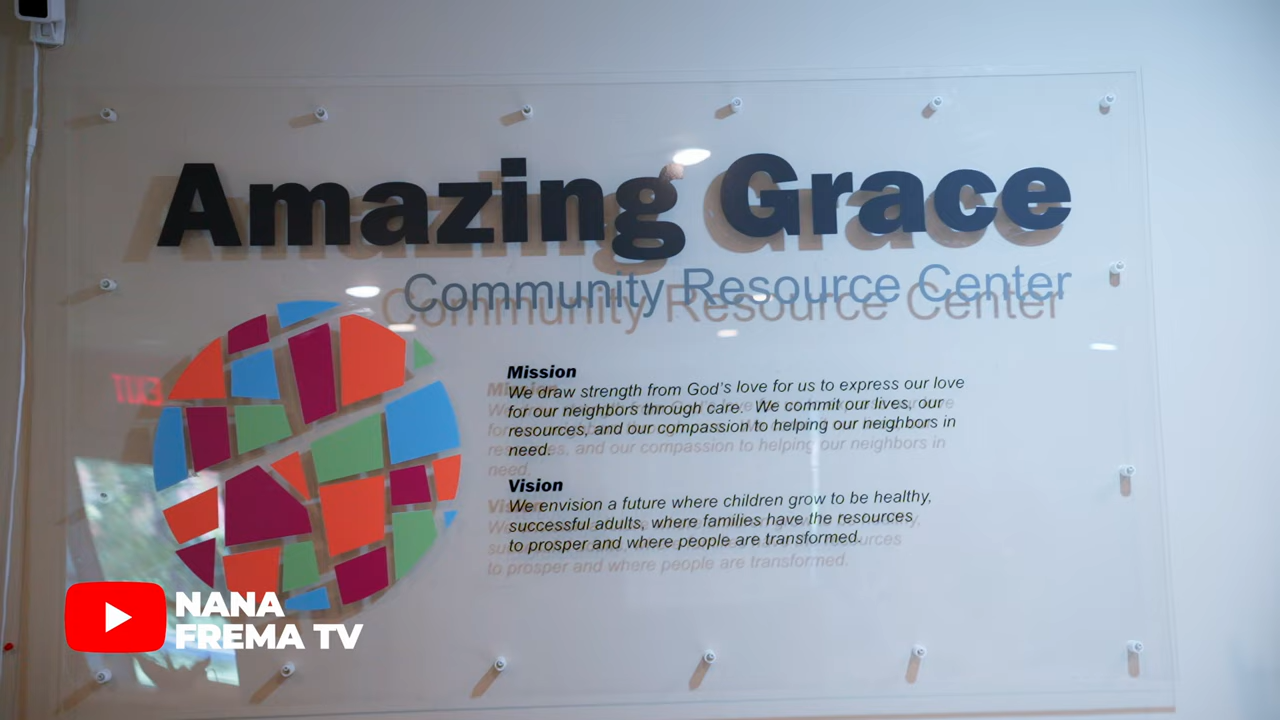 Amazing Grace
Community Resource Center
Mission
We draw strength from God's love for us to express our love
for our neighbors through care. We commit our lives, our
resources, and our compassion to helping our neighbors in
need.
Vision
We envision a future where children grow to be healthy,
successful adults, where families have the resources
to prosper and where people are transformed.
EXIT
NANA
FREMA TV